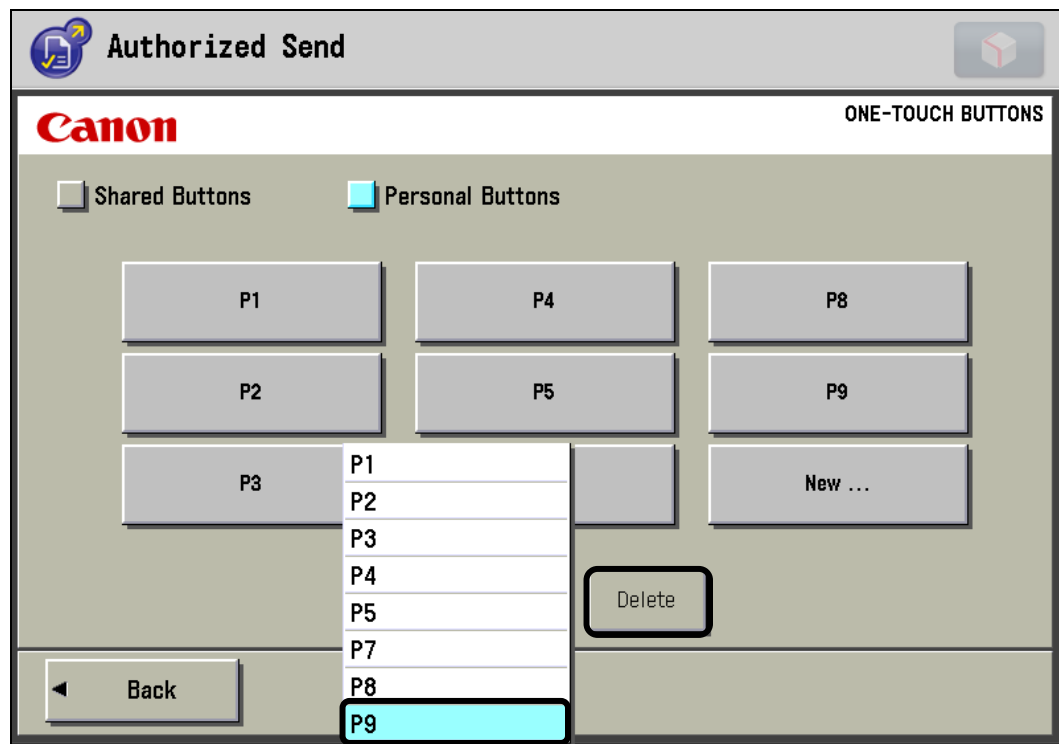 Authorized Send
Canon
ONE-TOUCH BUTTONS
Shared Buttons
Personal Buttons
P1
P4
P8
P2
P5
P9
P3
New ...
P1
P2
P3
P4
P5
P7
P8
P9
Delete
Back